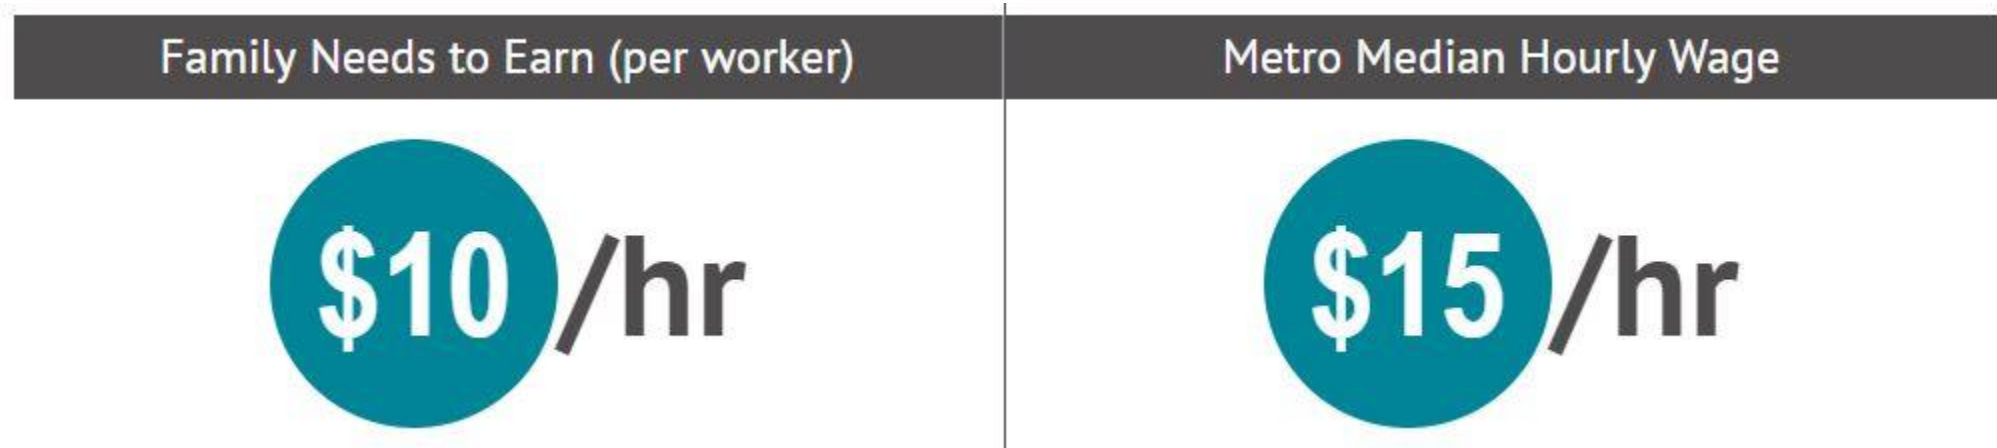 Family Needs to Earn (per worker)
Metro Median Hourly Wage
$10/hr
$15/hr